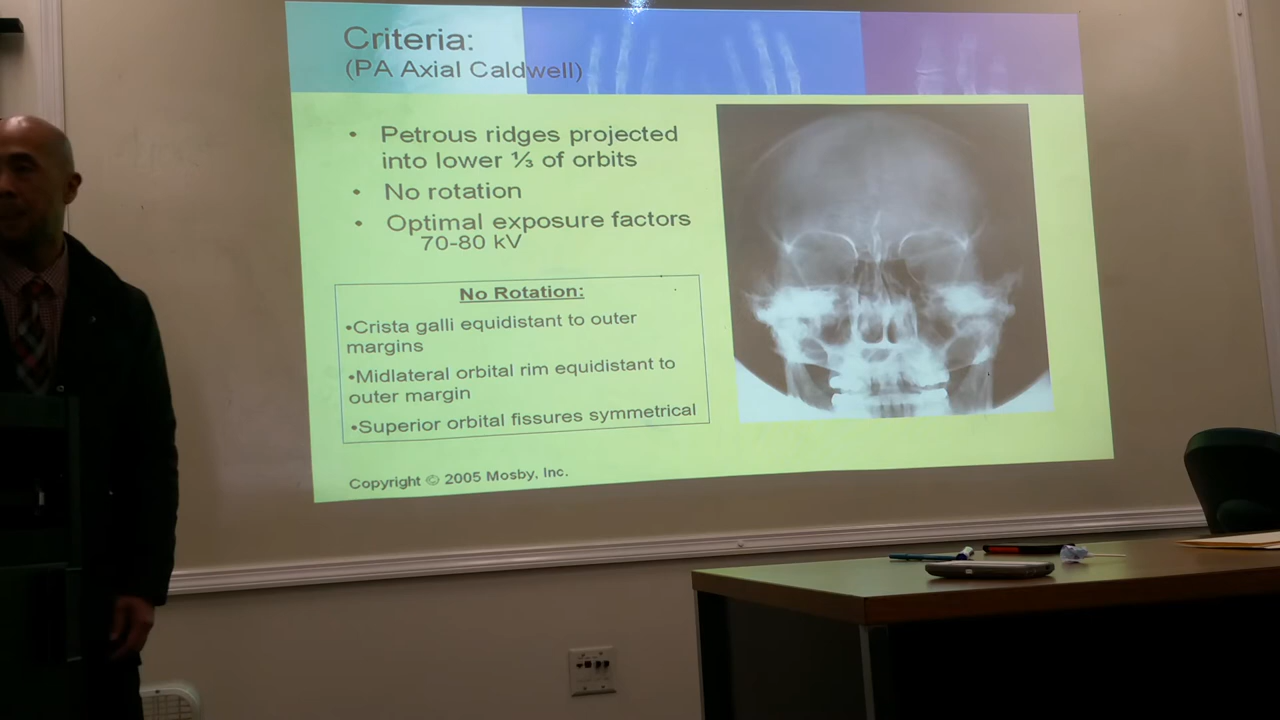 Criteria:
(PA Axial Caldwell)
• Petrous ridges projected
into lower ⅓ of orbits
• No rotation
• Optimal exposure factors
70-80 kV
No Rotation:
•Crista galli equidistant to outer
margins
•Midlateral orbital rim equidistant to
outer margin
•Superior orbital fissures symmetrical
Copyright © 2005 Mosby, Inc.